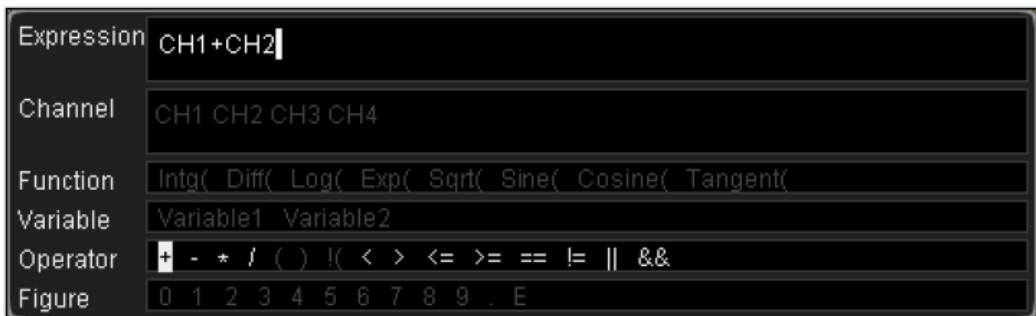 Expression CH1+CH2
Channel CH1 CH2 CH3 CH4
Function Intg( Diff( Log( Exp( Sqrt( Sine( Cosine( Tangent(
Variable Variable1 Variable2
Operator + - * / ( ) !( < > <= >= == != || &&
Figure 0 1 2 3 4 5 6 7 8 9 . E